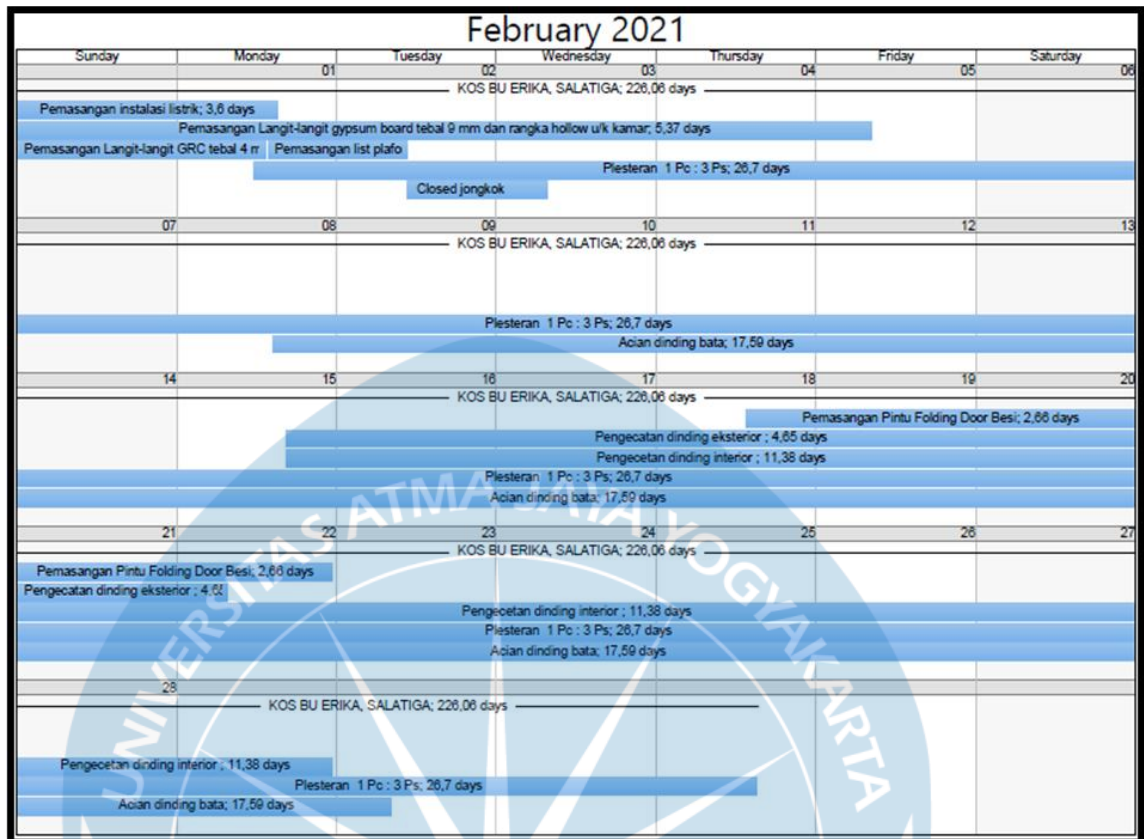 February 2021
Sunday Monday Tuesday Wednesday Thursday Friday Saturday
01 02 03 04 05 06
KOS BU ERIKA, SALATIGA; 226,06 days
Pemasangan instalasi listrik; 3,6 days
Pemasangan Langit-langit gypsum board tebal 9 mm dan rangka hollow u/k kamar; 5,37 days
Pemasangan Langit-langit GRC tebal 4 m Pemasangan list plafo
Plesteran 1 Pc : 3 Ps; 26,7 days
Closed jongkok
07 08 09 10 11 12 13
KOS BU ERIKA, SALATIGA; 226,06 days
Plesteran 1 Pc : 3 Ps; 26,7 days
Acian dinding bata; 17,59 days
14 15 16 17 18 19 20
KOS BU ERIKA, SALATIGA; 226,06 days
Pemasangan Pintu Folding Door Besi; 2,66 days
Pengecatan dinding eksterior ; 4,65 days
Pengecetan dinding interior ; 11,38 days
Plesteran 1 Pc : 3 Ps; 26,7 days
Acian dinding bata; 17,59 days
21 22 23 24 25 26 27
KOS BU ERIKA, SALATIGA; 226,06 days
Pemasangan Pintu Folding Door Besi; 2,66 days
Pengecatan dinding eksterior ; 4,65
Pengecetan dinding interior ; 11,38 days
Plesteran 1 Pc : 3 Ps; 26,7 days
Acian dinding bata; 17,59 days
28
KOS BU ERIKA, SALATIGA; 226,06 days
Pengecetan dinding interior ; 11,38 days
Plesteran 1 Pc : 3 Ps; 26,7 days
Acian dinding bata; 17,59 days
UNIVERSITAS ATMA JAYA YOGYAKARTA